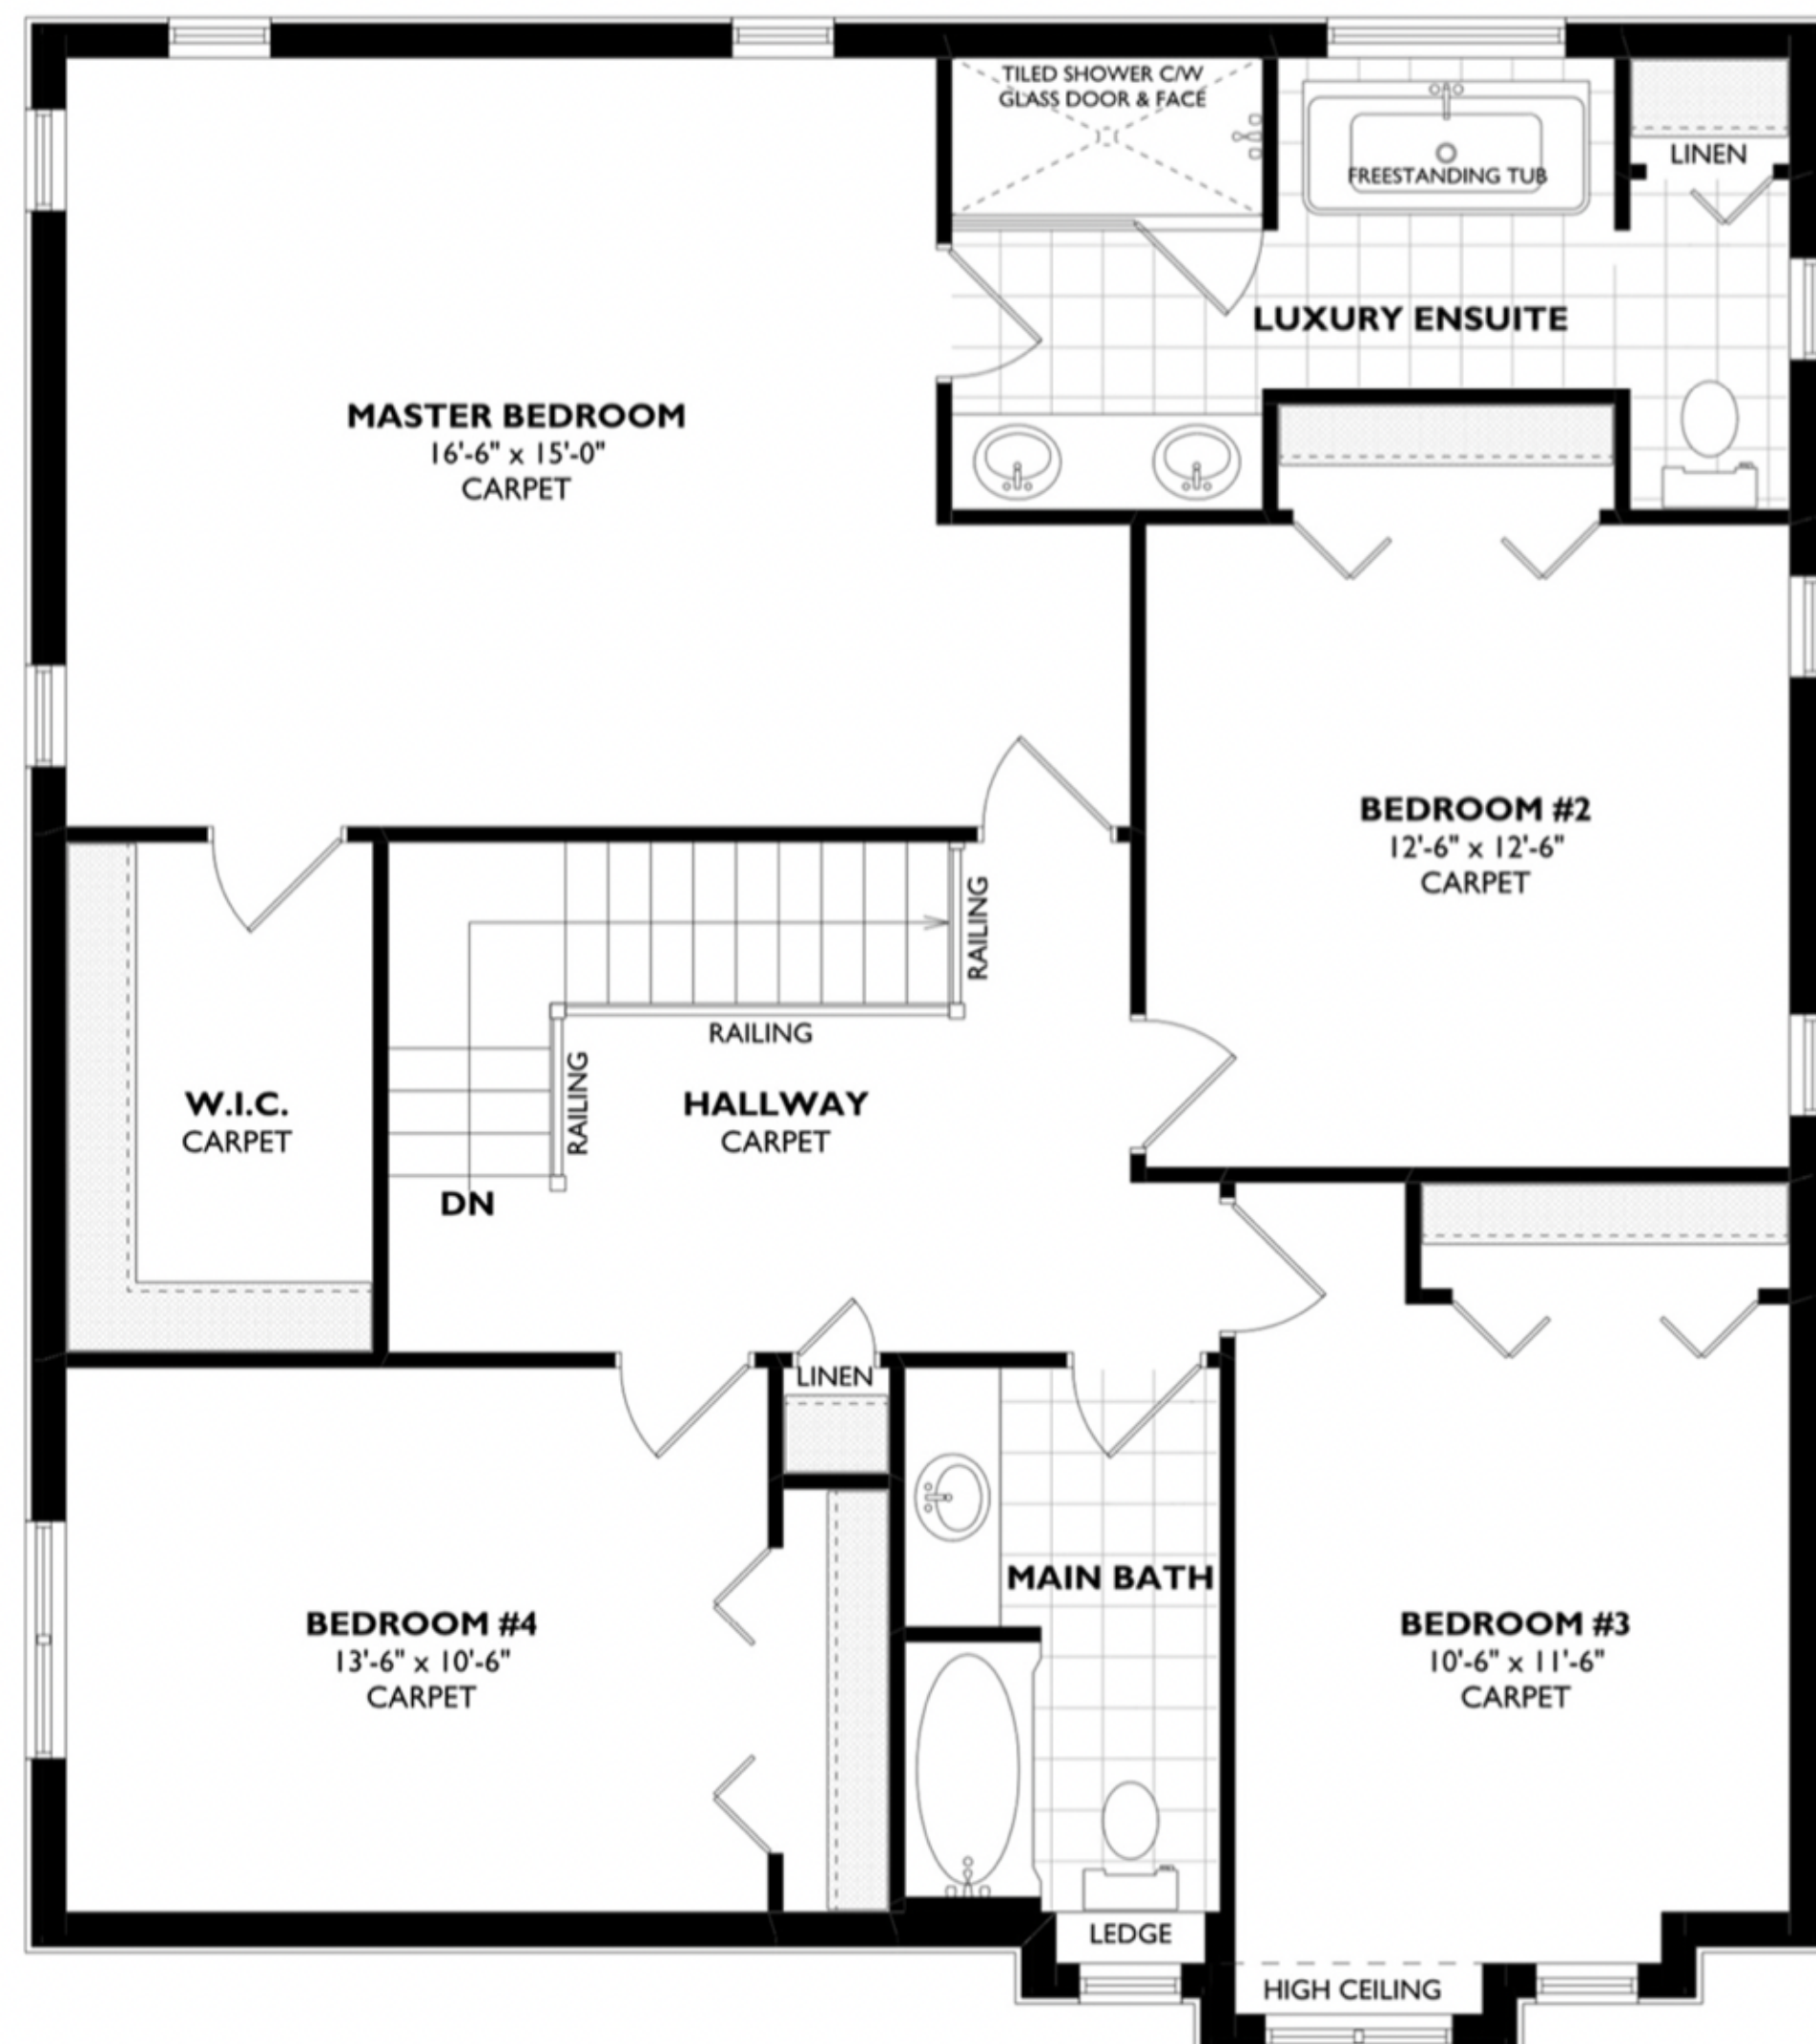 TILED SHOWER C/W
GLASS DOOR & FACE
FREESTANDING TUB
LINEN
LUXURY ENSUITE
MASTER BEDROOM
16'-6" x 15'-0"
CARPET
BEDROOM #2
12'-6" x 12'-6"
CARPET
RAILING
RAILING
RAILING
W.I.C.
CARPET
HALLWAY
CARPET
DN
LINEN
MAIN BATH
BEDROOM #4
13'-6" x 10'-6"
CARPET
BEDROOM #3
10'-6" x 11'-6"
CARPET
LEDGE
HIGH CEILING